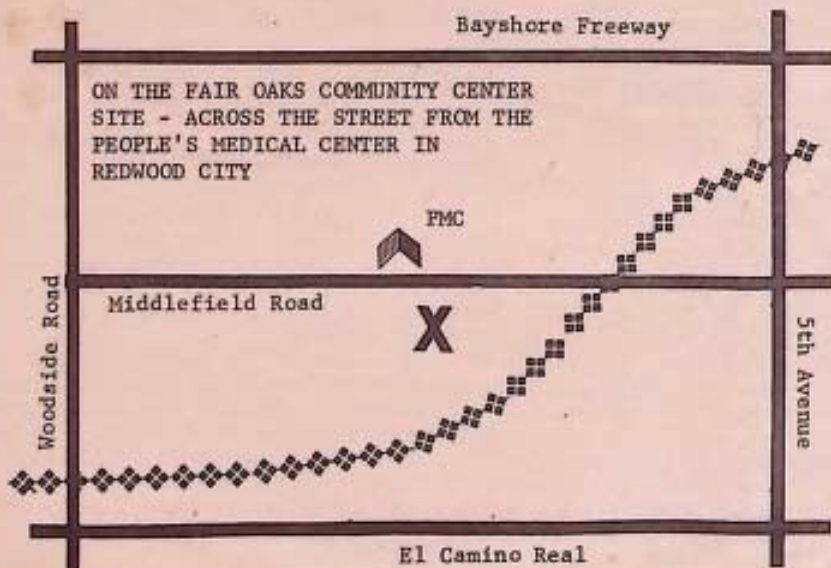 Bayshore Freeway
ON THE FAIR OAKS COMMUNITY CENTER
SITE - ACROSS THE STREET FROM THE
PEOPLE'S MEDICAL CENTER IN
REDWOOD CITY
PMC
Middlefield Road
X
Woodside Road
5th Avenue
El Camino Real